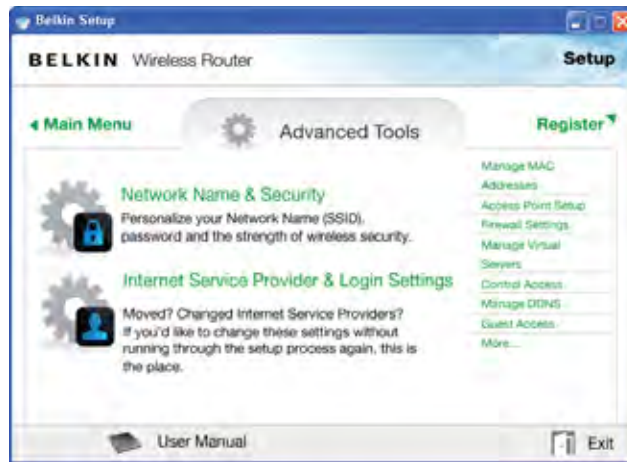 Belkin Setup
BELKIN Wireless Router
Setup
Main Menu
Advanced Tools
Register
Network Name & Security
Personalize your Network Name (SSID),
password and the strength of wireless security.
Internet Service Provider & Login Settings
Moved? Changed Internet Service Providers?
If you'd like to change these settings without
running through the setup process again, this is
the place.
Manage MAC
Addresses
Access Point Setup
Firewall Settings
Manage Virtual
Servers
Control Access
Manage DDNS
Guest Access
More...
User Manual
Exit